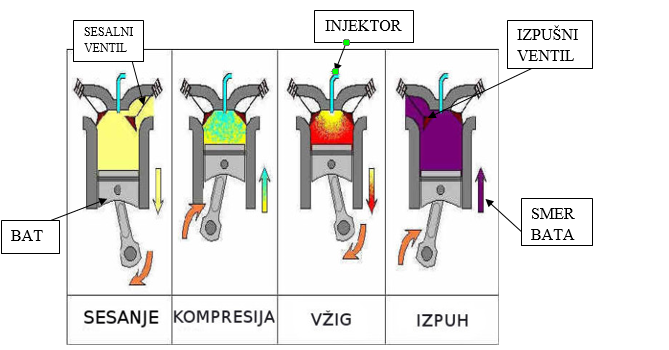 SESALNI
VENTIL
INJEKTOR
IZPUŠNI
VENTIL
BAT
SMER
BATA
SESANJE
KOMPRESIJA
VŽIG
IZPUH